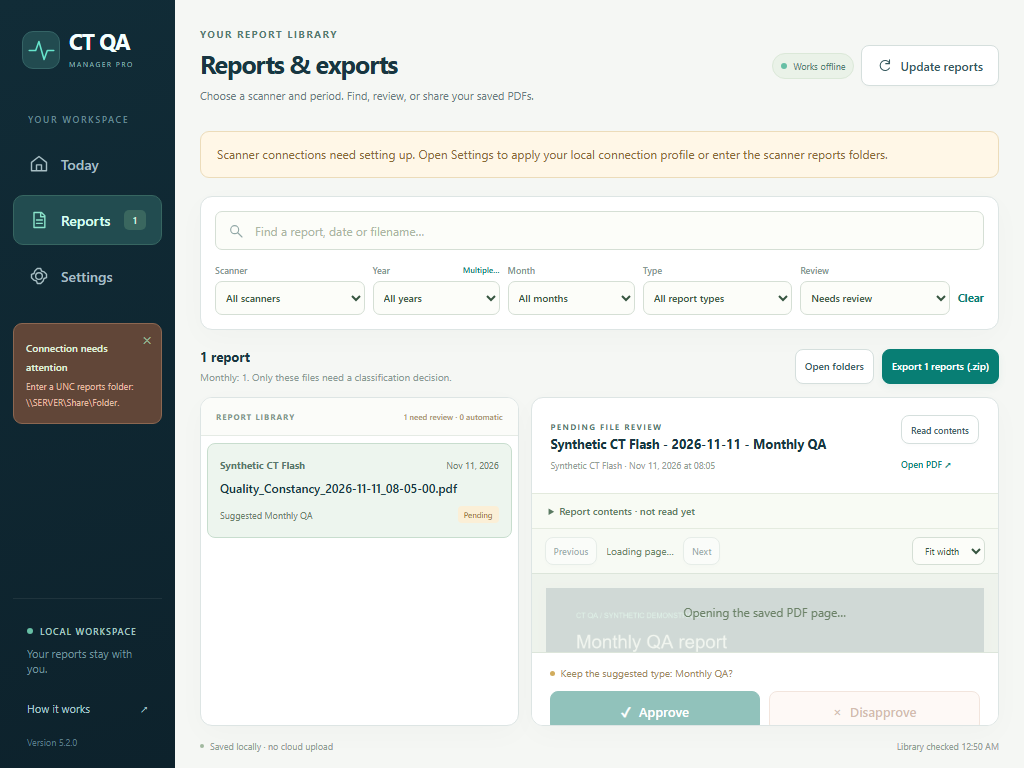 CT QA
MANAGER PRO
YOUR WORKSPACE
Today
Reports 1
Settings
Connection needs
attention
Enter a UNC reports folder:
\\SERVER\Share\Folder.
LOCAL WORKSPACE
Your reports stay with
you.
How it works ↗
Version 5.2.0
YOUR REPORT LIBRARY
Reports & exports
Choose a scanner and period. Find, review, or share your saved PDFs.
Works offline
Update reports
Scanner connections need setting up. Open Settings to apply your local connection profile or enter the scanner reports folders.
Find a report, date or filename...
Scanner Year Multiple... Month Type Review
All scanners All years All months All report types Needs review Clear
1 report
Monthly: 1. Only these files need a classification decision.
Open folders
Export 1 reports (.zip)
REPORT LIBRARY 1 need review · 0 automatic
Synthetic CT Flash Nov 11, 2026
Quality_Constancy_2026-11-11_08-05-00.pdf
Suggested Monthly QA Pending
PENDING FILE REVIEW
Synthetic CT Flash - 2026-11-11 - Monthly QA
Synthetic CT Flash · Nov 11, 2026 at 08:05
Read contents
Open PDF ↗
Report contents · not read yet
Previous Loading page... Next Fit width
CT QA | SYNTHETIC
Opening the saved PDF page...
Monthly QA report
Keep the suggested type: Monthly QA?
✓ Approve
× Disapprove
Saved locally · no cloud upload
Library checked 12:50 AM